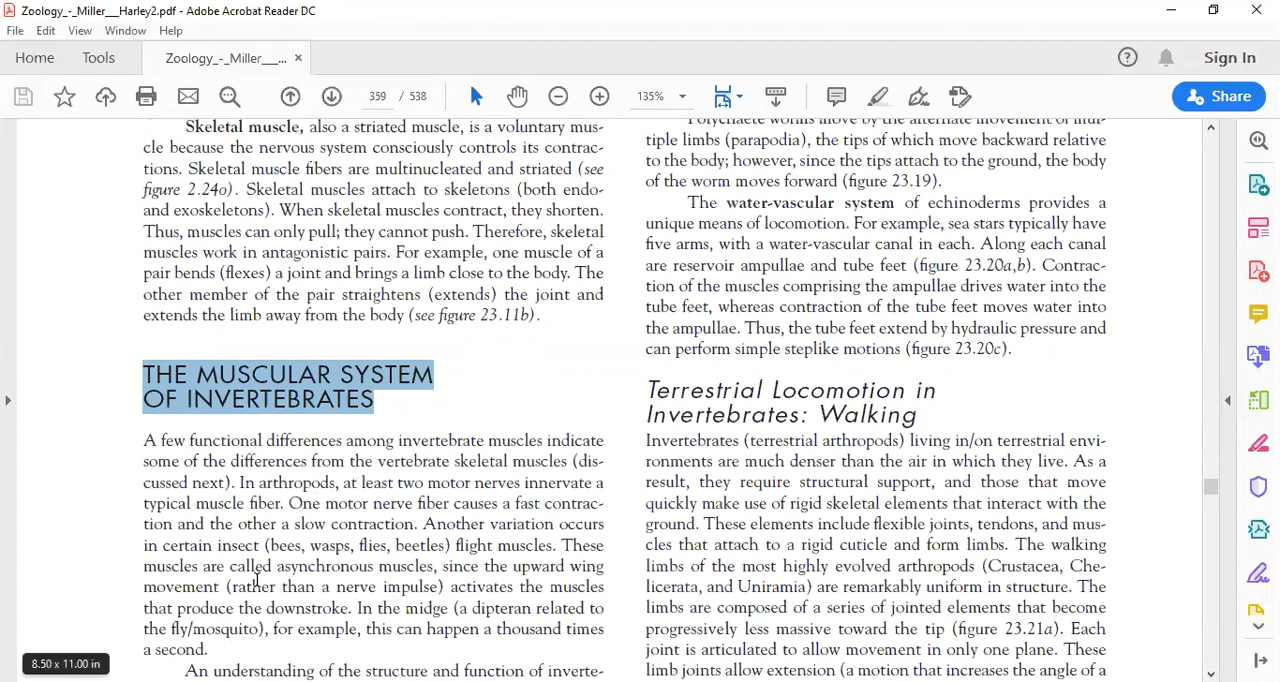 Zoology_-_Miller___Harley2.pdf - Adobe Acrobat Reader DC
File Edit View Window Help
Home Tools Zoology_-_Miller___... × Sign In
359 / 538 135% Share
Skeletal muscle, also a striated muscle, is a voluntary mus-
cle because the nervous system consciously controls its contrac-
tions. Skeletal muscle fibers are multinucleated and striated (see
figure 2.24o). Skeletal muscles attach to skeletons (both endo-
and exoskeletons). When skeletal muscles contract, they shorten.
Thus, muscles can only pull; they cannot push. Therefore, skeletal
muscles work in antagonistic pairs. For example, one muscle of a
pair bends (flexes) a joint and brings a limb close to the body. The
other member of the pair straightens (extends) the joint and
extends the limb away from the body (see figure 23.11b).
THE MUSCULAR SYSTEM
OF INVERTEBRATES
A few functional differences among invertebrate muscles indicate
some of the differences from the vertebrate skeletal muscles (dis-
cussed next). In arthropods, at least two motor nerves innervate a
typical muscle fiber. One motor nerve fiber causes a fast contrac-
tion and the other a slow contraction. Another variation occurs
in certain insect (bees, wasps, flies, beetles) flight muscles. These
muscles are called asynchronous muscles, since the upward wing
movement (rather than a nerve impulse) activates the muscles
that produce the downstroke. In the midge (a dipteran related to
the fly/mosquito), for example, this can happen a thousand times
a second.
An understanding of the structure and function of inverte-
Polychaete worms move by the alternate movement of mul-
tiple limbs (parapodia), the tips of which move backward relative
to the body; however, since the tips attach to the ground, the body
of the worm moves forward (figure 23.19).
The water-vascular system of echinoderms provides a
unique means of locomotion. For example, sea stars typically have
five arms, with a water-vascular canal in each. Along each canal
are reservoir ampullae and tube feet (figure 23.20a,b). Contrac-
tion of the muscles comprising the ampullae drives water into the
tube feet, whereas contraction of the tube feet moves water into
the ampullae. Thus, the tube feet extend by hydraulic pressure and
can perform simple steplike motions (figure 23.20c).
Terrestrial Locomotion in
Invertebrates: Walking
Invertebrates (terrestrial arthropods) living in/on terrestrial envi-
ronments are much denser than the air in which they live. As a
result, they require structural support, and those that move
quickly make use of rigid skeletal elements that interact with the
ground. These elements include flexible joints, tendons, and mus-
cles that attach to a rigid cuticle and form limbs. The walking
limbs of the most highly evolved arthropods (Crustacea, Che-
licerata, and Uniramia) are remarkably uniform in structure. The
limbs are composed of a series of jointed elements that become
progressively less massive toward the tip (figure 23.21a). Each
joint is articulated to allow movement in only one plane. These
limb joints allow extension (a motion that increases the angle of a
8.50 x 11.00 in